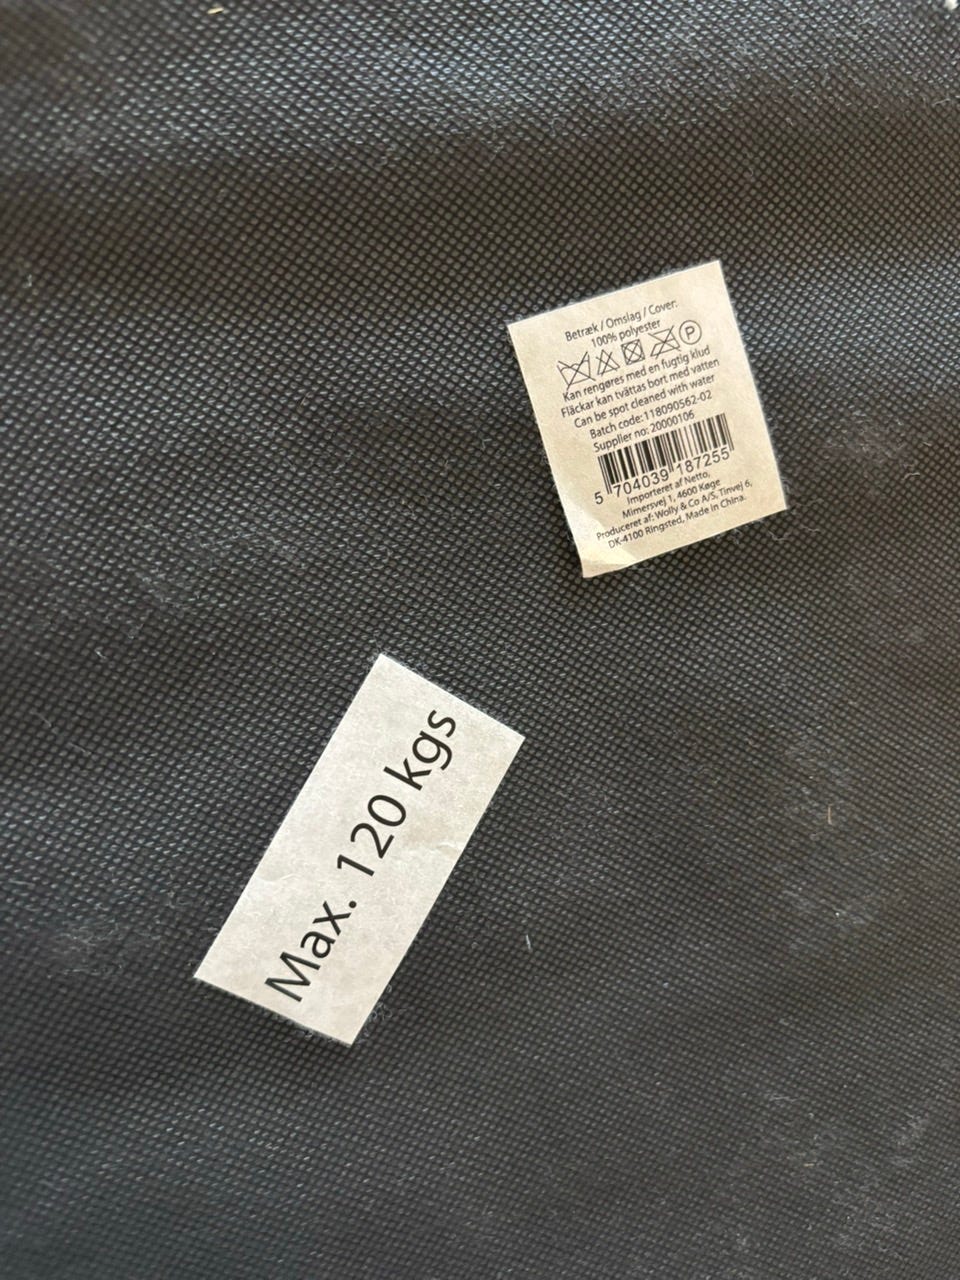 Betræk / Omslag / Cover:
100% polyester
P
Kan rengøres med en fugtig klud
Fläckar kan tvättas bort med vatten
Can be spot cleaned with water
Batch code: 118090562-02
Supplier no: 20000106
5 704039 187255
Importeret af Netto,
Mimersvej 1, 4600 Køge
Produceret af: Wolly & Co A/S, Tinvej 6,
DK-4100 Ringsted, Made in China.
Max. 120 kgs